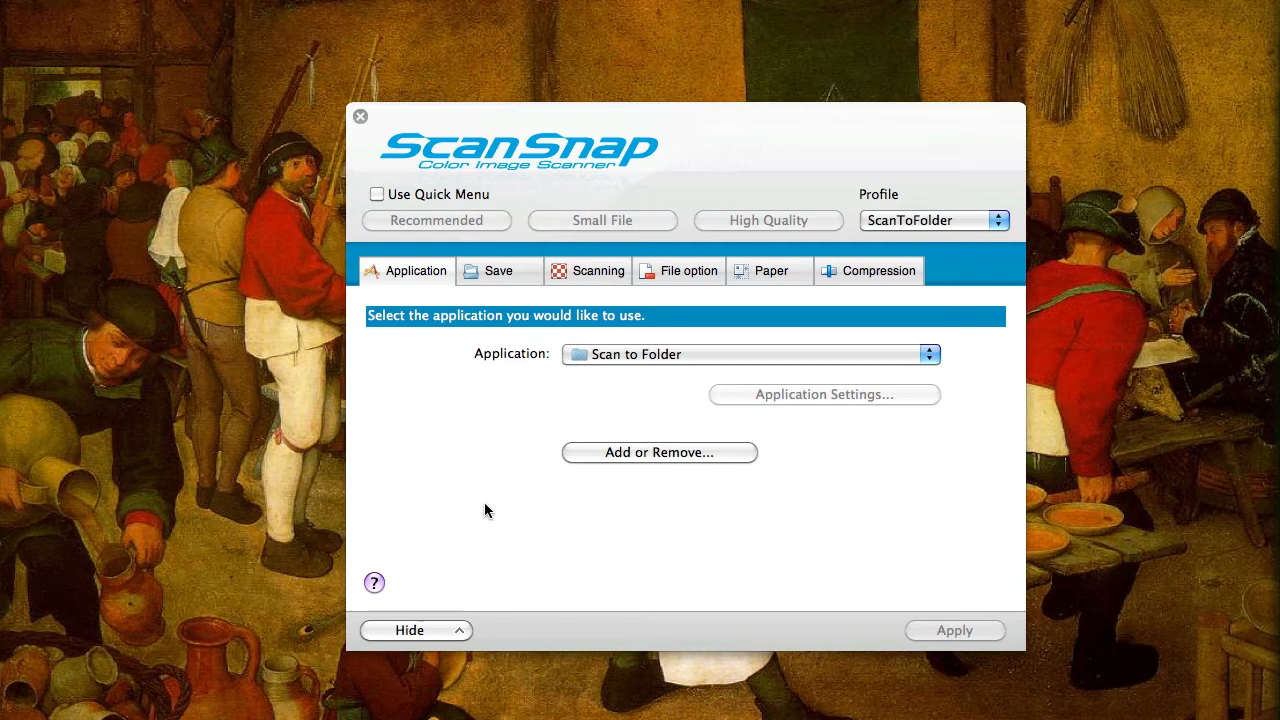 ScanSnap
Color Image Scanner
Use Quick Menu
Profile
Recommended
Small File
High Quality
ScanToFolder
Application
Save
Scanning
File option
Paper
Compression
Select the application you would like to use.
Application:
Scan to Folder
Application Settings...
Add or Remove...
?
Hide
Apply